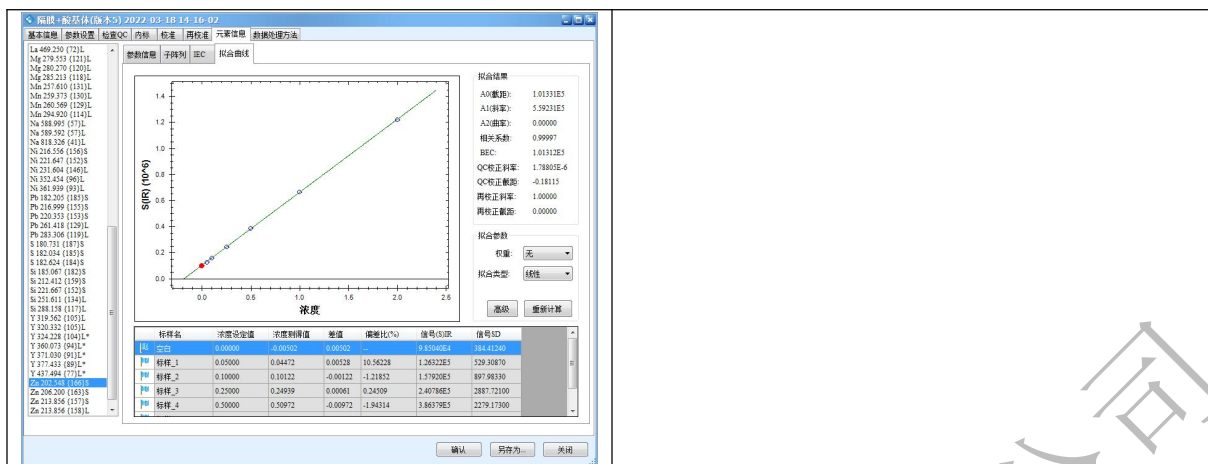 隔膜+酸基体(版本5) 2022-03-18 14-16-02
基本信息 参数设置 检查QC 内标 校准 再校准 元素信息 数据处理方法
La 469.250 {72}L
Mg 279.553 {121}L
Mg 280.270 {120}L
Mg 285.213 {118}L
Mn 257.610 {131}L
Mn 259.373 {130}L
Mn 260.569 {129}L
Mn 294.920 {114}L
Na 588.995 {57}L
Na 589.592 {57}L
Na 818.326 {41}L
Ni 216.556 {156}S
Ni 221.647 {152}S
Ni 231.604 {146}L
Ni 352.454 {96}L
Ni 361.939 {93}L
Pb 182.205 {185}S
Pb 216.999 {155}S
Pb 220.353 {153}S
Pb 261.418 {129}L
Pb 283.306 {119}L
S 180.731 {187}S
S 182.034 {185}S
S 182.624 {184}S
Si 185.067 {182}S
Si 212.412 {159}S
Si 221.667 {152}S
Si 251.611 {134}L
Si 288.158 {117}L
Y 319.562 {105}L
Y 320.332 {105}L
Y 324.228 {104}L*
Y 360.073 {94}L*
Y 371.030 {91}L*
Y 377.433 {89}L*
Y 437.494 {77}L*
Zn 202.548 {166}S
Zn 206.200 {163}S
Zn 213.856 {157}S
Zn 213.856 {158}L
参数信息 子阵列 IEC 拟合曲线
S(IR) (10^6)
1.4
1.2
1.0
0.8
0.6
0.4
0.2
0.0
0.0 0.5 1.0 1.5 2.0 2.5
浓度
拟合结果
A0(截距): 1.01331E5
A1(斜率): 5.59231E5
A2(曲率): 0.00000
相关系数: 0.99997
BEC: 1.01312E5
QC校正斜率: 1.78805E-6
QC校正截距: -0.18115
再校正斜率: 1.00000
再校正截距: 0.00000
拟合参数
权重: 无
拟合类型: 线性
高级 重新计算
标样名 浓度设定值 浓度测得值 差值 偏差比(%) 信号(S)IR 信号SD
空白 0.00000 -0.00502 0.00502 -- 9.85040E4 384.41240
标样_1 0.05000 0.04472 0.00528 10.56228 1.26322E5 529.30870
标样_2 0.10000 0.10122 -0.00122 -1.21852 1.57920E5 897.98330
标样_3 0.25000 0.24939 0.00061 0.24509 2.40786E5 2887.72100
标样_4 0.50000 0.50972 -0.00972 -1.94314 3.86379E5 2279.17300
确认 另存为... 关闭